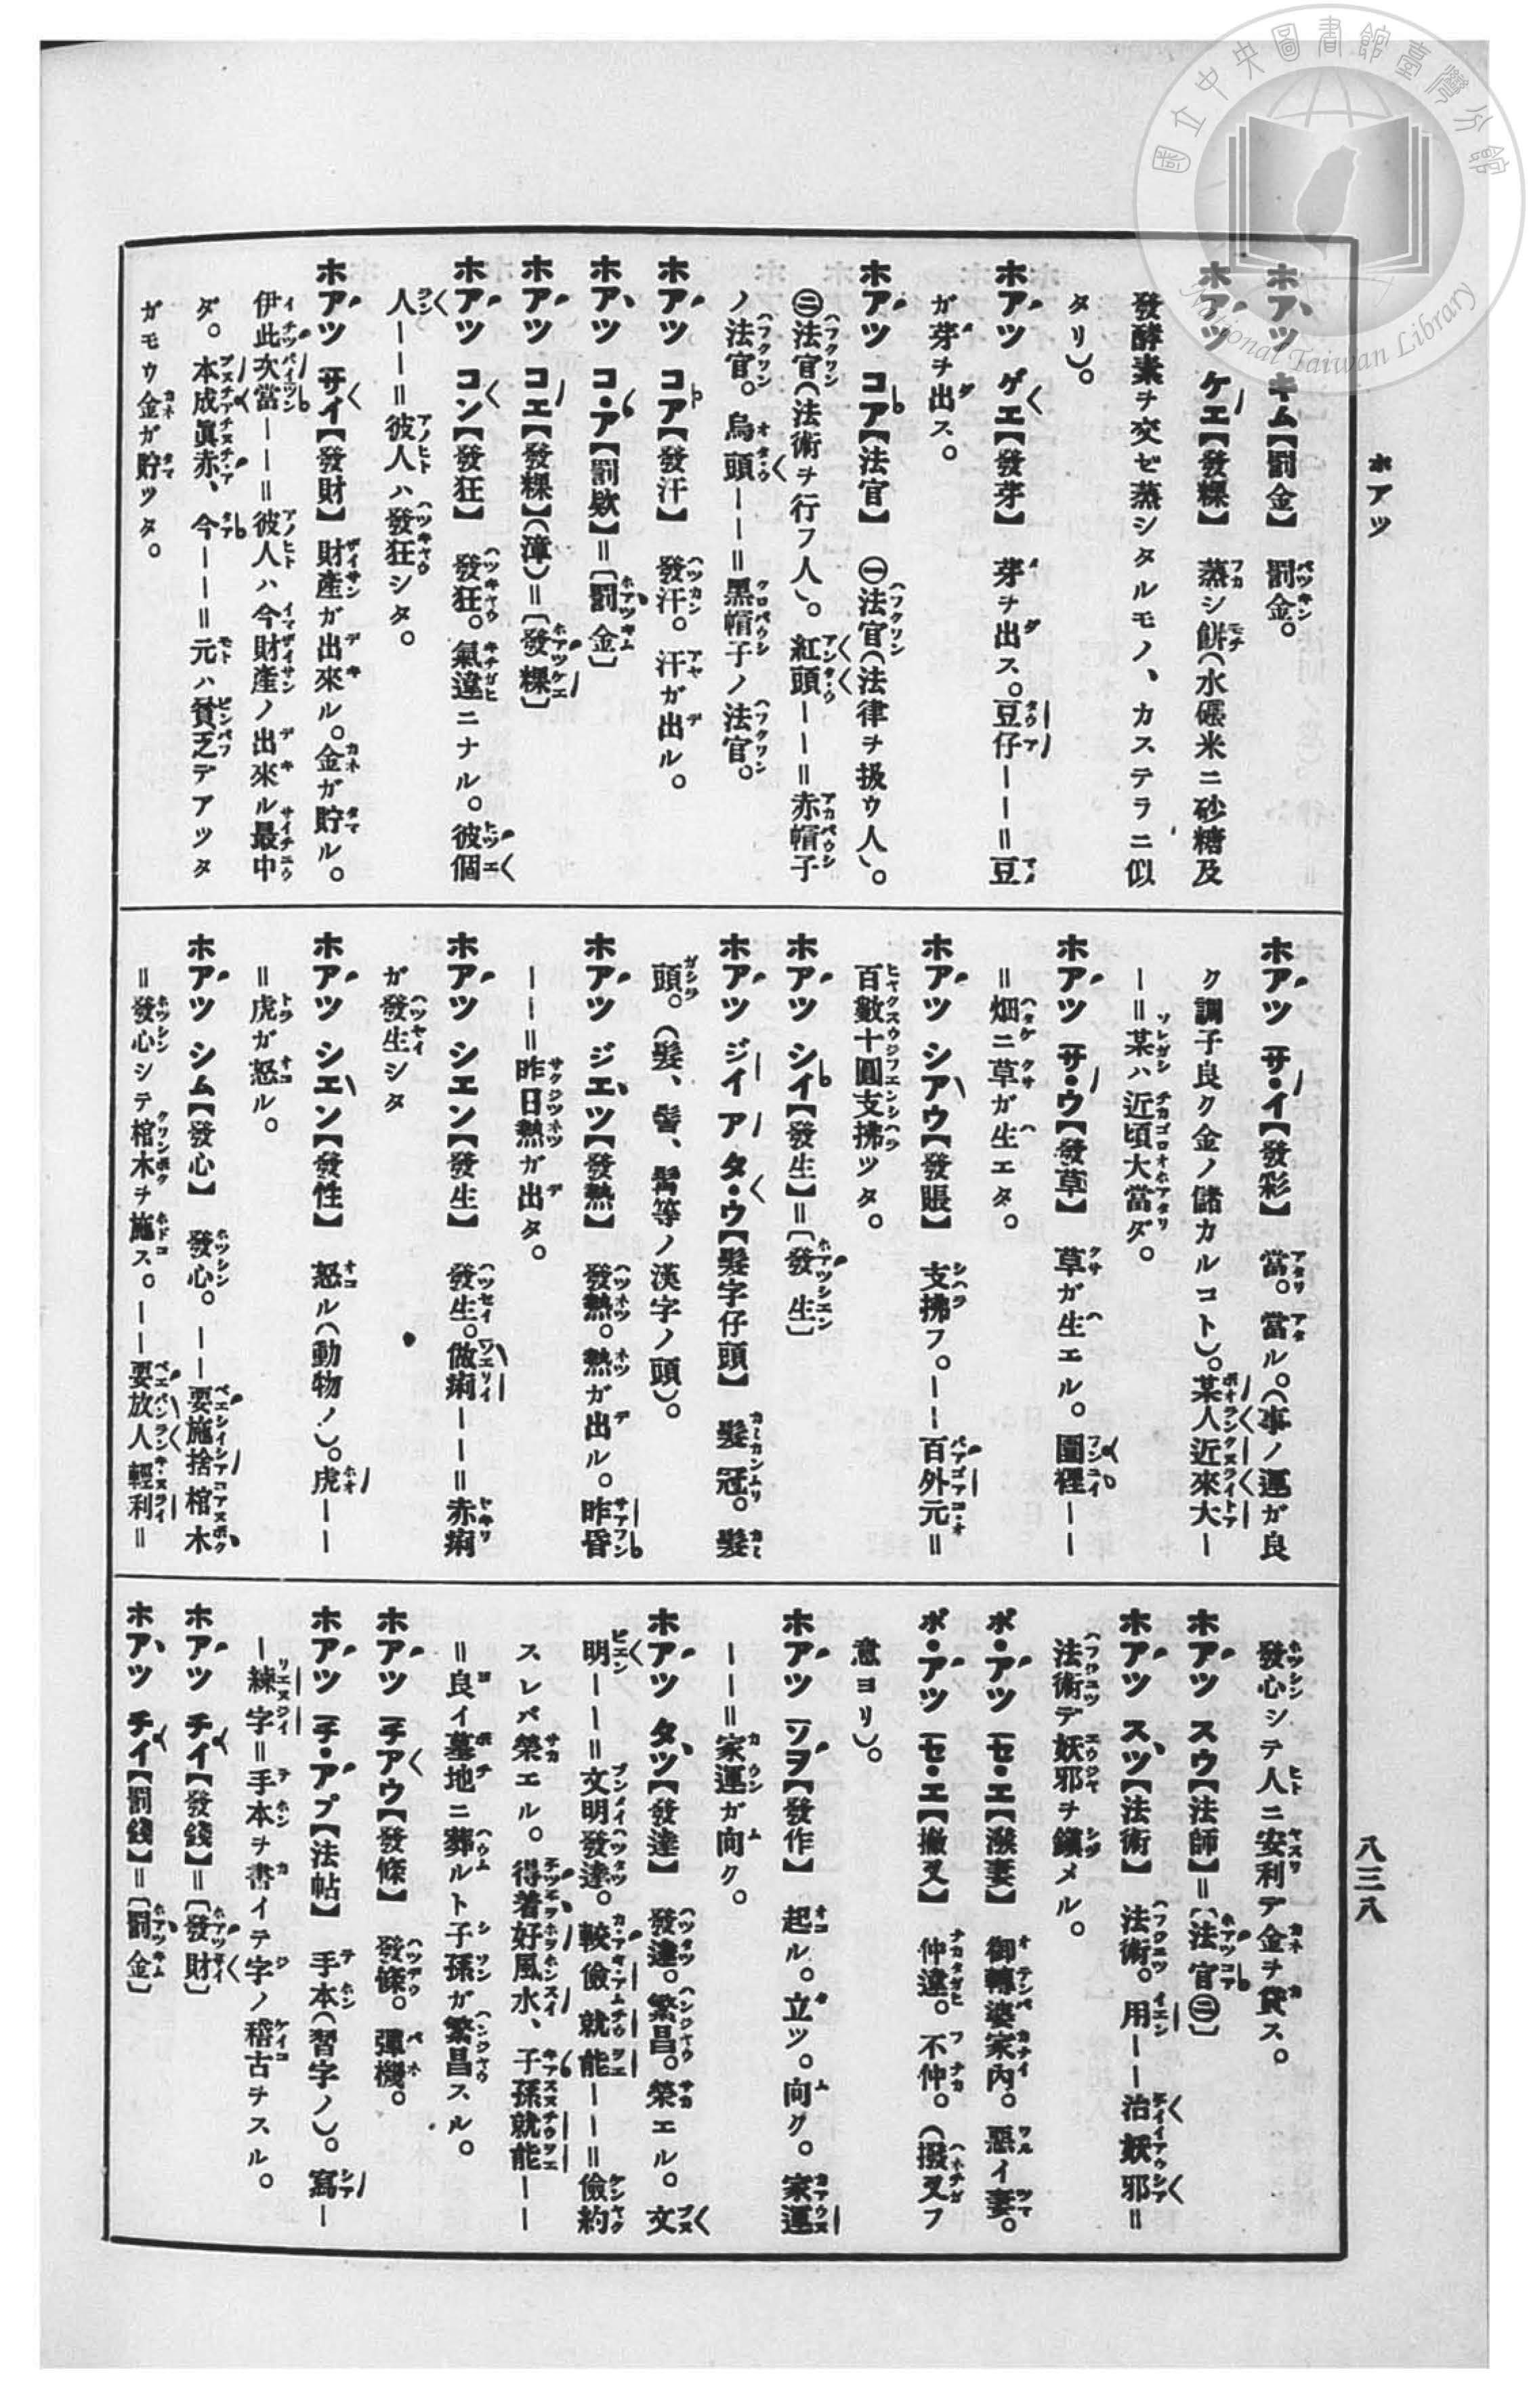 國立中央圖書館臺灣分館
National Taiwan Library
ホアツ
八三八
ホアツ キム【罰金】 罰金。
ホアツ ケエ【發粿】 蒸シ餅(水碾米ニ砂糖及
發酵素ヲ交ゼ蒸シタルモノ、カステラニ似
タリ)。
ホアツ ゲエ【發芽】 芽ヲ出ス。豆仔ーー=豆
ガ芽ヲ出ス。
ホアツ コア【法官】 ㊀法官(法律ヲ扱ウ人)。
㊁法官(法術ヲ行フ人)。紅頭ーー=赤帽子
ノ法官。烏頭ーー=黑帽子ノ法官。
ホアツ コア【發汗】 發汗。汗ガ出ル。
ホアツ コ・ア【罰欵】=〔罰金〕
ホアツ コエ【發粿】(漳)=〔發粿〕
ホアツ コン【發狂】 發狂。氣違ニナル。彼個
人ーー=彼人ハ發狂シタ。
ホアツ サイ【發財】 財產ガ出來ル。金ガ貯ル。
伊此次當ーー=彼人ハ今財產ノ出來ル最中
ダ。本成眞赤、今ーー=元ハ貧乏デアツタ
ガモウ金ガ貯ツタ。
ホアツ サ・イ【發彩】 當。當ル。(事ノ運ガ良
ク調子良ク金ノ儲カルコト)。某人近來大ー
ー=某ハ近頃大當ダ。
ホアツ サ・ウ【發草】 草ガ生エル。園裡ーー
=畑ニ草ガ生エタ。
ホアツ シアウ【發賬】 支拂フ。ーー百外元=
百數十圓支拂ツタ。
ホアツ シイ【發生】=〔發生〕
ホアツ ジイ ア タ・ウ【髮字仔頭】 髮冠。髮
頭。(髮、髻、髯等ノ漢字ノ頭)。
ホアツ ジエツ【發熱】 發熱。熱ガ出ル。昨昏
ーー=昨日熱ガ出タ。
ホアツ シエン【發生】 發生。做痢ーー=赤痢
ガ發生シタ
ホアツ シエン【發性】 怒ル(動物ノ)。虎ーー
=虎ガ怒ル。
ホアツ シム【發心】 發心。ーー要施捨棺木
=發心シテ棺木ヲ施ス。ーー要放人輕利=
發心シテ人ニ安利デ金ヲ貸ス。
ホアツ スウ【法師】=〔法官㊁〕
ホアツ スツ【法術】 法術。用ーー治妖邪=
法術デ妖邪ヲ鎭メル。
ボ・アツ セ・エ【潑妻】 御轉婆家內。惡イ妻。
ボ・アツ セ・エ【撇叉】 仲違。不仲。(撥叉フ
意ヨリ)。
ホアツ ソヲ【發作】 起ル。立ツ。向ク。家運
ーー=家運ガ向ク。
ホアツ タツ【發達】 發達。繁昌。榮エル。文
明ーー=文明發達。較儉就能ーー=儉約
スレバ榮エル。得着好風水、子孫就能ーー
=良イ墓地ニ葬ルト子孫ガ繁昌スル。
ホアツ チアウ【發條】 發條。彈機。
ホアツ チ・アプ【法帖】 手本(習字ノ)。寫ー
ー練字=手本ヲ書イテ字ノ稽古ヲスル。
ホアツ チイ【發錢】=〔發財〕
ホアツ チイ【罰錢】=〔罰金〕